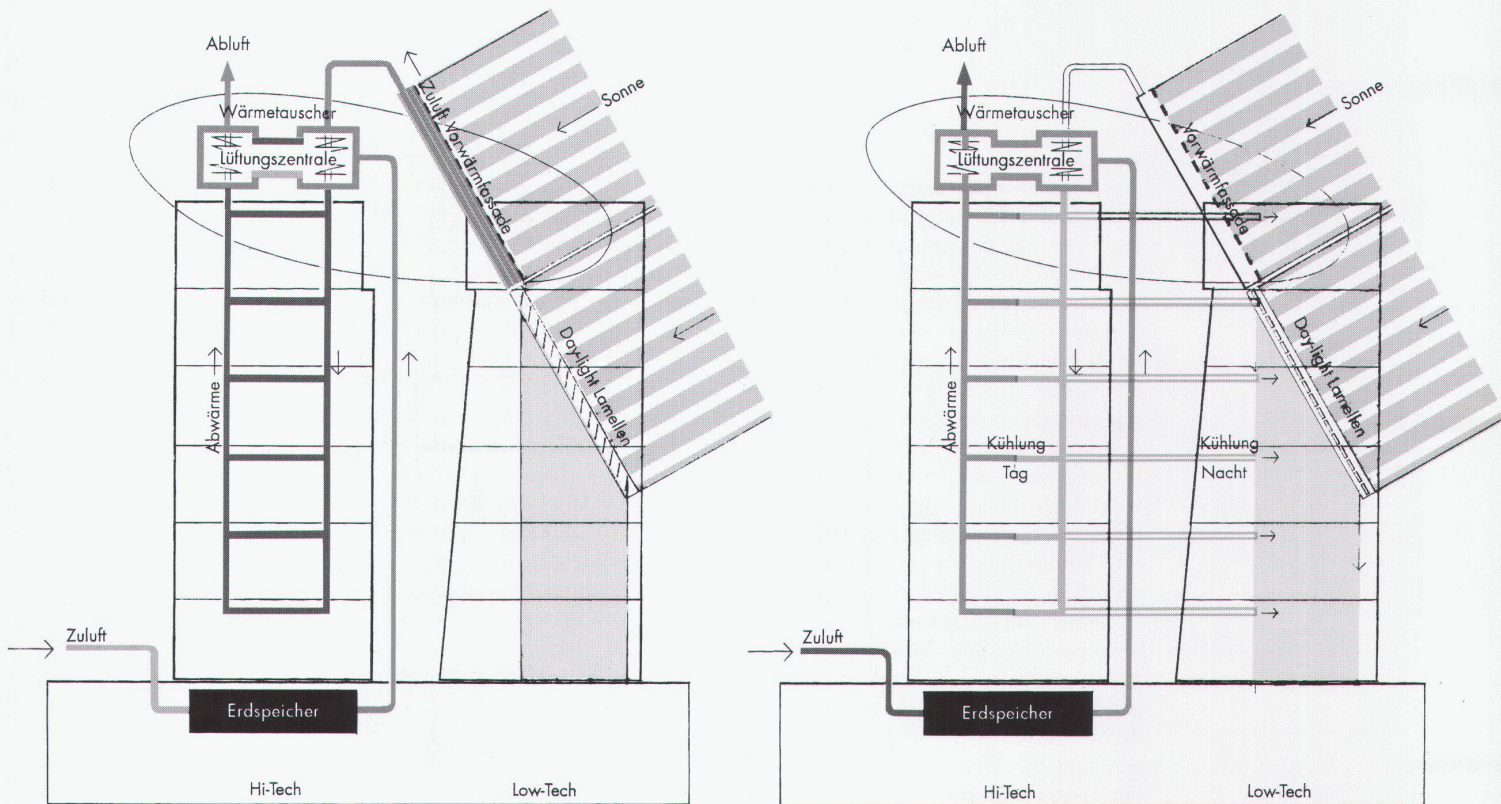 Abluft
Wärmetauscher
Lüftungszentrale
Zuluft
Vorwärmfassade
Sonne
Day-light Lamellen
Abwärme
Zuluft
Erdspeicher
Hi-Tech
Low-Tech
Abluft
Wärmetauscher
Lüftungszentrale
Vorwärmfassade
Sonne
Day-light Lamellen
Abwärme
Kühlung
Tag
Kühlung
Nacht
Zuluft
Erdspeicher
Hi-Tech
Low-Tech